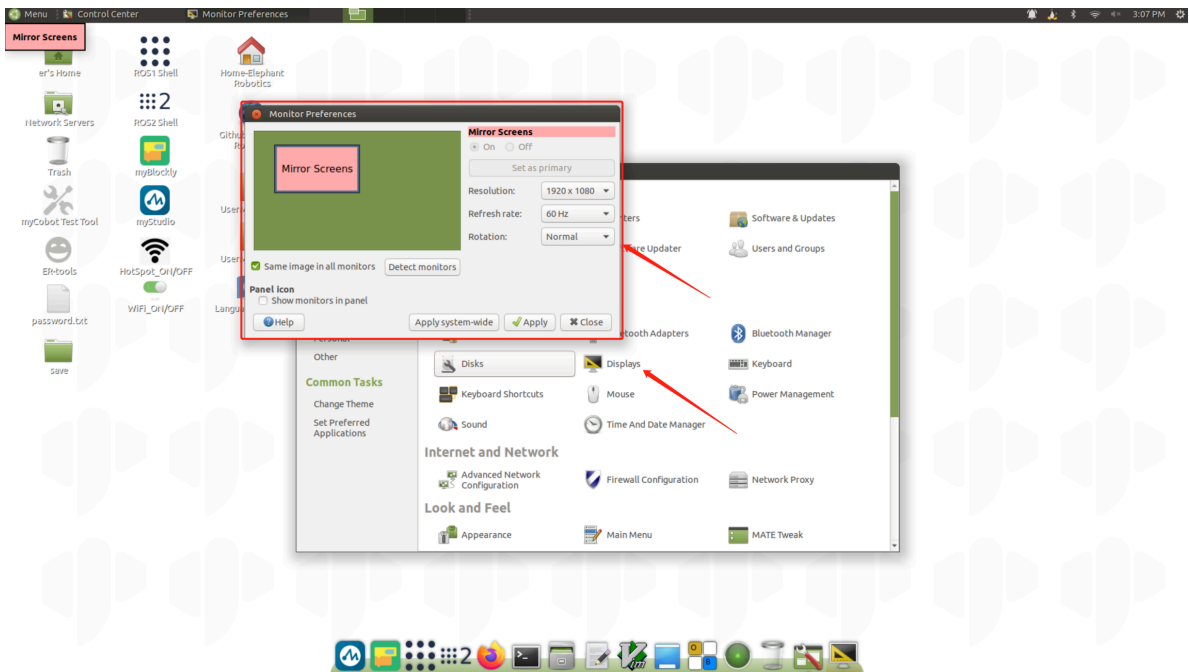 Menu
Control Center
Monitor Preferences
3:07 PM
Mirror Screens
er's Home
ROS1 Shell
Home-Elephant
Robotics
Network Servers
2
ROS2 Shell
Trash
myBlockly
myCobot Test Tool
myStudio
ER-tools
HotSpot_ON/OFF
password.txt
WiFi_ON/OFF
save
Monitor Preferences
Mirror Screens
Mirror Screens
On Off
Set as primary
Resolution: 1920 x 1080
Refresh rate: 60 Hz
Rotation: Normal
Same image in all monitors Detect monitors
Panel icon
Show monitors in panel
Help Apply system-wide Apply Close
Software & Updates
Users and Groups
Bluetooth Manager
Other
Disks
Displays
Keyboard
Common Tasks
Change Theme
Keyboard Shortcuts
Mouse
Power Management
Set Preferred
Applications
Sound
Time And Date Manager
Internet and Network
Advanced Network
Configuration
Firewall Configuration
Network Proxy
Look and Feel
Appearance
Main Menu
MATE Tweak
2